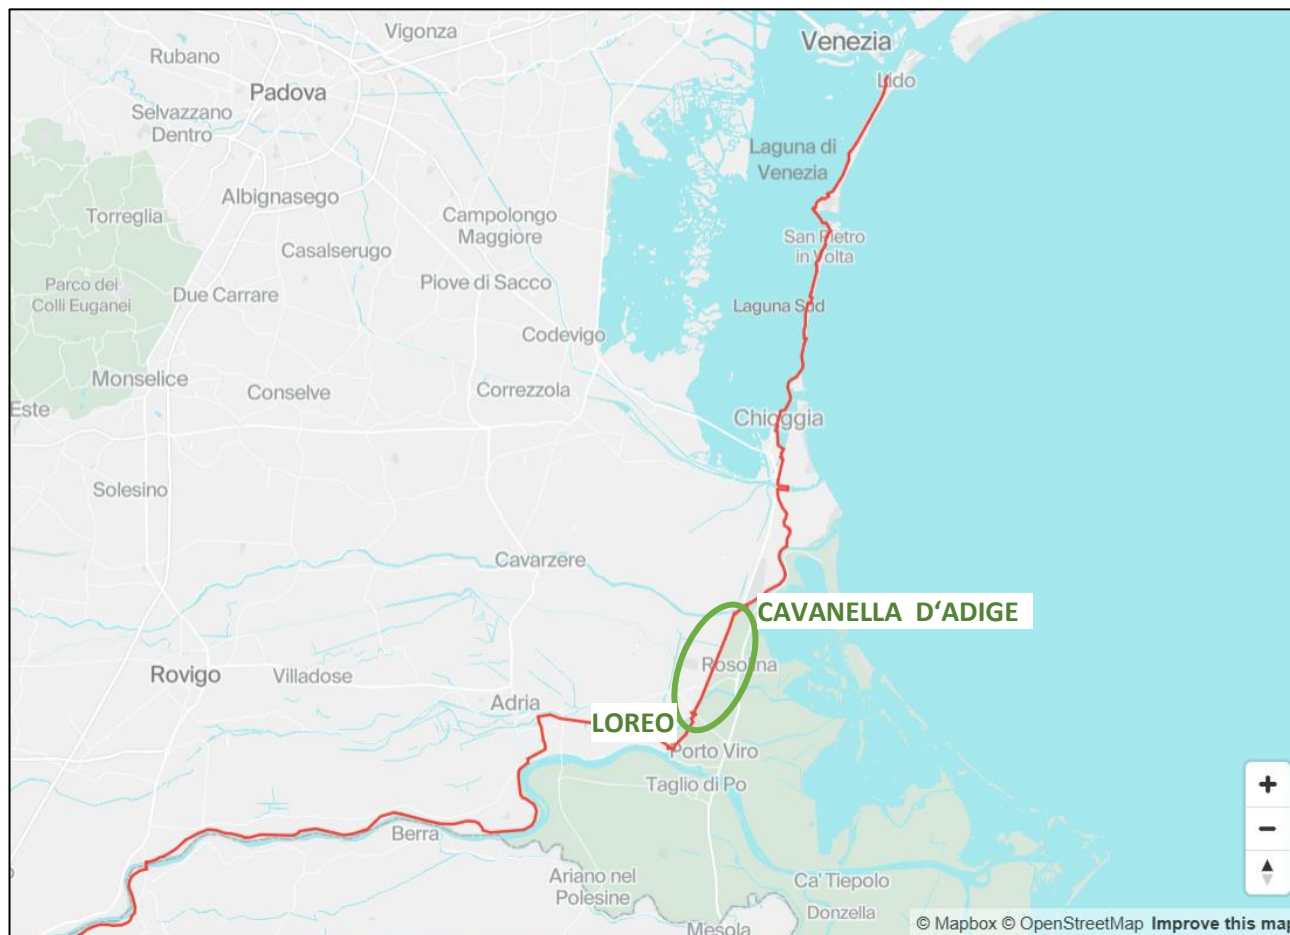 Vigonza
Venezia
Rubano
Lido
Padova
Selvazzano
Dentro
Laguna di
Venezia
Albignasego
Torreglia
Campolongo
Maggiore
San Pietro
in Volta
Casalserugo
Parco dei
Colli Euganei
Piove di Sacco
Due Carrare
Laguna Sud
Codevigo
Monselice
Conselve
Correzzola
Este
Chioggia
Solesino
Cavarzere
CAVANELLA D‘ADIGE
Rosolina
Rovigo
Villadose
Adria
LOREO
Porto Viro
Taglio di Po
+
−
Berra
Ariano nel
Polesine
Ca' Tiepolo
Donzella
Mesola
© Mapbox © OpenStreetMap Improve this map